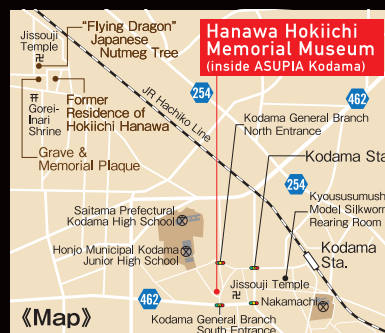 Jissouji
Temple
"Flying Dragon"
Japanese
Nutmeg Tree
Hanawa Hokiichi
Memorial Museum
(inside ASUPIA Kodama)
254
JR Hachiko Line
462
Gorei-
Inari
Shrine
Former
Residence of
Hokiichi Hanawa
Grave &
Memorial Plaque
Kodama General Branch
North Entrance
Kodama Sta
254
Kyoususumush
Model Silkworm
Rearing Room
Saitama Prefectural
Kodama High School
Honjo Municipal Kodama
Junior High School
Kodama
Sta.
Jissouji
Temple
Nakamachi
462
Kodama General Branch
South Entrance
《Map》